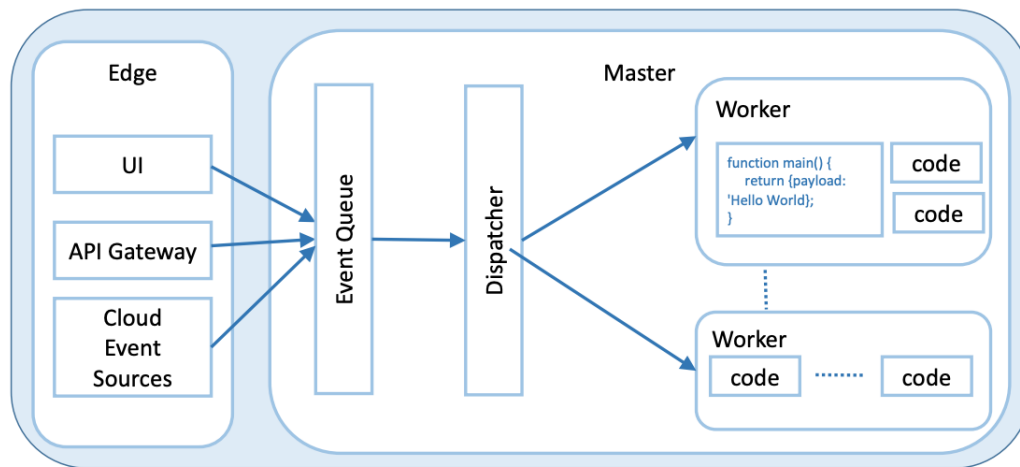 Edge
UI
API Gateway
Cloud
Event
Sources
Master
Event Queue
Dispatcher
Worker
function main() {
return {payload:
'Hello World};
}
code
code
Worker
code
code